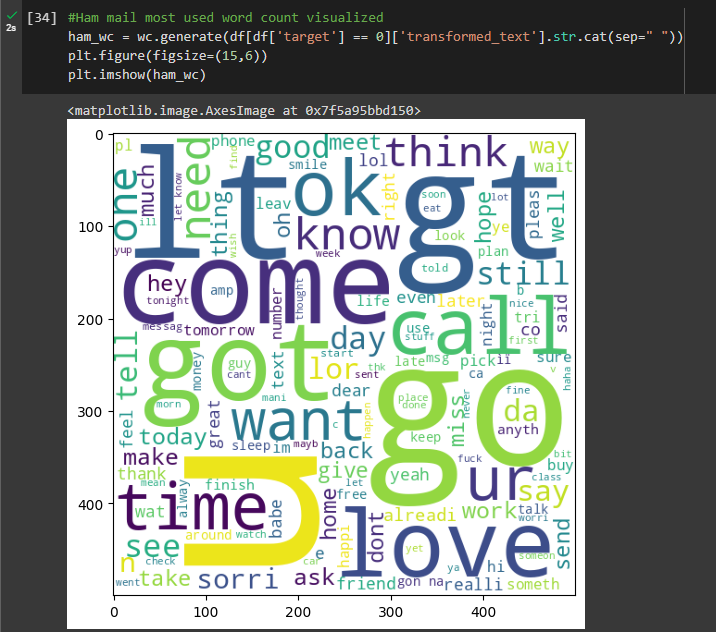 2s
[34] #Ham mail most used word count visualized
ham_wc = wc.generate(df[df['target'] == 0]['transformed_text'].str.cat(sep=" "))
plt.figure(figsize=(15,6))
plt.imshow(ham_wc)
<matplotlib.image.AxesImage at 0x7f5a95bbd150>
0
100
200
300
400
pl
need
phone
find
good
meet
smile
lol
think
way
wait
one
much
let know
ill
lt
ok
gt
right
soon
eat
lot
pleas
well
thing
wish
leav
oh
know
week
hope
ye
look
plan
yup
come
hey
tonight
amp
number
thought
told
still
life
even
later
b
nice
tri
said
messag
tomorrow
day
call
use
stuff
night
co
first
tell
got
guy
cant
money
text
lor
start
thk
sent
late
msg
pick
ii
sure
v
haha
morn
mani
dear
ca
go
place
done
keep
miss
never
fine
da
anyth
feel
today
great
want
c
happen
sleep
im
mayb
back
make
thank
mean
u
give
yeah
fuck
ur
bit
buy
class
say
time
alway
finish
babe
home
let
free
wat
around
watch
happi
dont
alreadi
work
talk
worri
send
see
n
check
car
e
love
yet
someon
ya
hi
went
take
sorri
ask
friend
gon na
realli
someth
0
100
200
300
400